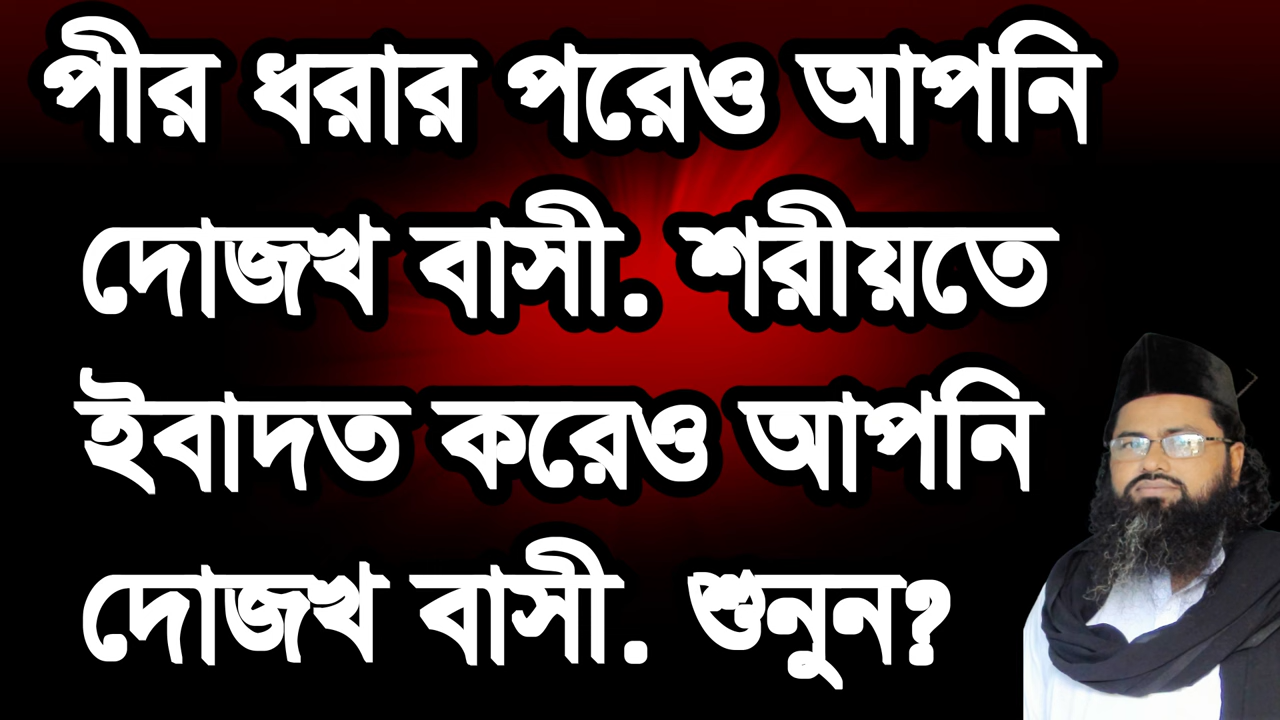 পীর ধরার পরেও আপনি
দোজখ বাসী. শরীয়তে
ইবাদত করেও আপনি
দোজখ বাসী. শুনুন?